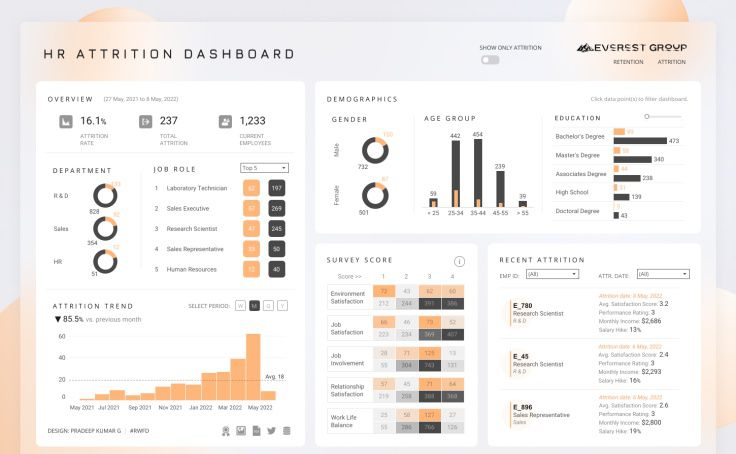 HR ATTRITION DASHBOARD
SHOW ONLY ATTRITION
EVEREST GROUP
RETENTION ATTRITION
OVERVIEW (27 May, 2021 to 8 May, 2022)
16.1% 237 1,233
ATTRITION RATE TOTAL ATTRITION CURRENT EMPLOYEES
DEPARTMENT
R & D
133
828
Sales
92
354
HR
12
51
JOB ROLE Top 5
1 Laboratory Technician 62 197
2 Sales Executive 57 269
3 Research Scientist 47 245
4 Sales Representative 33 50
5 Human Resources 12 40
ATTRITION TREND SELECT PERIOD: W M Q Y
▼ 85.5% vs. previous month
60
40
20
0
Avg, 18
May 2021 Jul 2021 Sep 2021 Nov 2021 Jan 2022 Mar 2022 May 2022
DESIGN: PRADEEP KUMAR G | #RWFD
DEMOGRAPHICS Click data point(s) to filter dashboard.
GENDER
Male
150
732
Female
87
501
AGE GROUP
59 442 454 239 39
< 25 25-34 35-44 45-55 > 55
EDUCATION
Bachelor's Degree 99 473
Master's Degree 58 340
Associates Degree 44 238
High School 31 139
Doctoral Degree 5 43
SURVEY SCORE
Score >> 1 2 3 4
Environment Satisfaction
72 43 62 60
212 244 391 386
Job Satisfaction
66 46 73 52
223 234 369 407
Job Involvement
28 71 125 13
55 304 743 131
Relationship Satisfaction
57 45 71 64
219 258 388 368
Work Life Balance
25 58 127 27
55 286 766 126
RECENT ATTRITION
EMP ID: (All) ATTR. DATE: (All)
E_780
Research Scientist
R & D
Attrition date: 8 May, 2022
Avg. Satisfaction Score: 3.2
Performance Rating: 3
Monthly Income: $2,686
Salary Hike: 13%
E_45
Research Scientist
R & D
Attrition date: 6 May, 2022
Avg. Satisfaction Score: 2.4
Performance Rating: 3
Monthly Income: $2,293
Salary Hike: 16%
E_896
Sales Representative
Sales
Attrition date: 6 May, 2022
Avg. Satisfaction Score: 2.6
Performance Rating: 3
Monthly Income: $2,800
Salary Hike: 19%